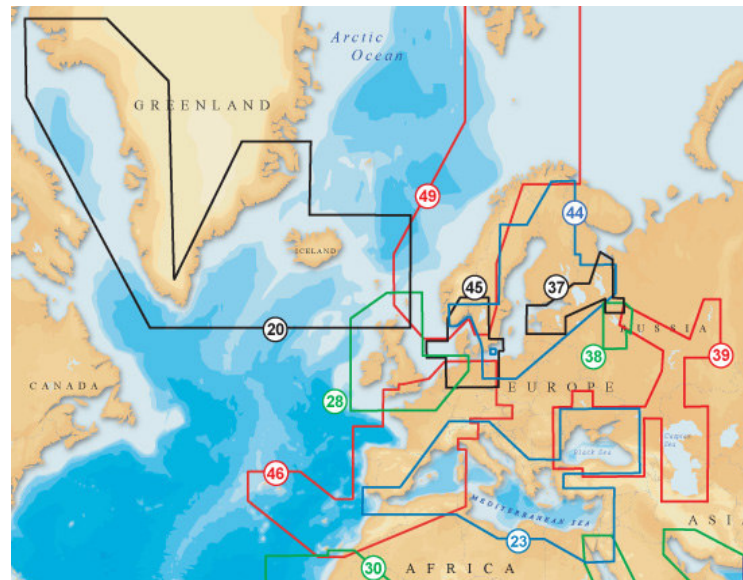 Arctic
Ocean
GREENLAND
49
44
ICELAND
45
37
20
RUSSIA
38
39
CANADA
28
EUROPE
Black Sea
Caspian
Sea
46
MEDITERRANEAN SEA
ASI
23
30
AFRICA